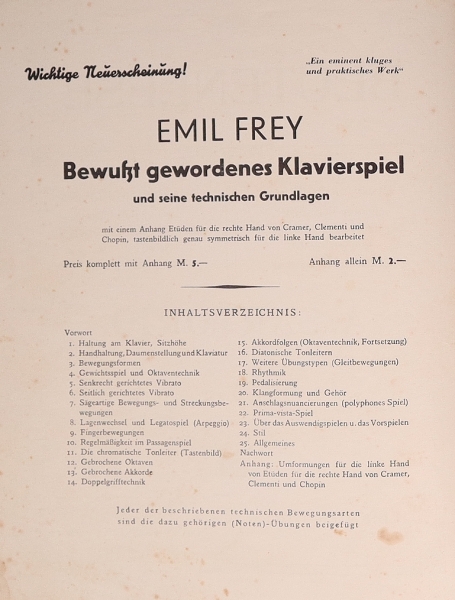 Wichtige Neuerscheinung!
„Ein eminent kluges
und praktisches Werk“
EMIL FREY
Bewußt gewordenes Klavierspiel
und seine technischen Grundlagen
mit einem Anhang Etüden für die rechte Hand von Cramer, Clementi und
Chopin, tastenbildlich genau symmetrisch für die linke Hand bearbeitet
Preis komplett mit Anhang M. 5.—
Anhang allein M. 2.—
INHALTSVERZEICHNIS:
Vorwort
1. Haltung am Klavier, Sitzhöhe
2. Handhaltung, Daumenstellung und Klaviatur
3. Bewegungsformen
4. Gewichtsspiel und Oktaventechnik
5. Senkrecht gerichtetes Vibrato
6. Seitlich gerichtetes Vibrato
7. Sägeartige Bewegungs- und Streckungsbe-
wegungen
8. Lagenwechsel und Legatospiel (Arpeggio)
9. Fingerbewegungen
10. Regelmäßigkeit im Passagenspiel
11. Die chromatische Tonleiter (Tastenbild)
12. Gebrochene Oktaven
13. Gebrochene Akkorde
14. Doppelgrifftechnik
15. Akkordfolgen (Oktaventechnik, Fortsetzung)
16. Diatonische Tonleitern
17. Weitere Übungstypen (Gleitbewegungen)
18. Rhythmik
19. Pedalisierung
20. Klangformung und Gehör
21. Anschlagsnuancierungen (polyphones Spiel)
22. Prima-vista-Spiel
23. Über das Auswendigspielen u. das Vorspielen
24. Stil
25. Allgemeines
Nachwort
Anhang: Umformungen für die linke Hand
von Etüden für die rechte Hand von Cramer,
Clementi und Chopin
Jeder der beschriebenen technischen Bewegungsarten
sind die dazu gehörigen (Noten)-Übungen beigefügt